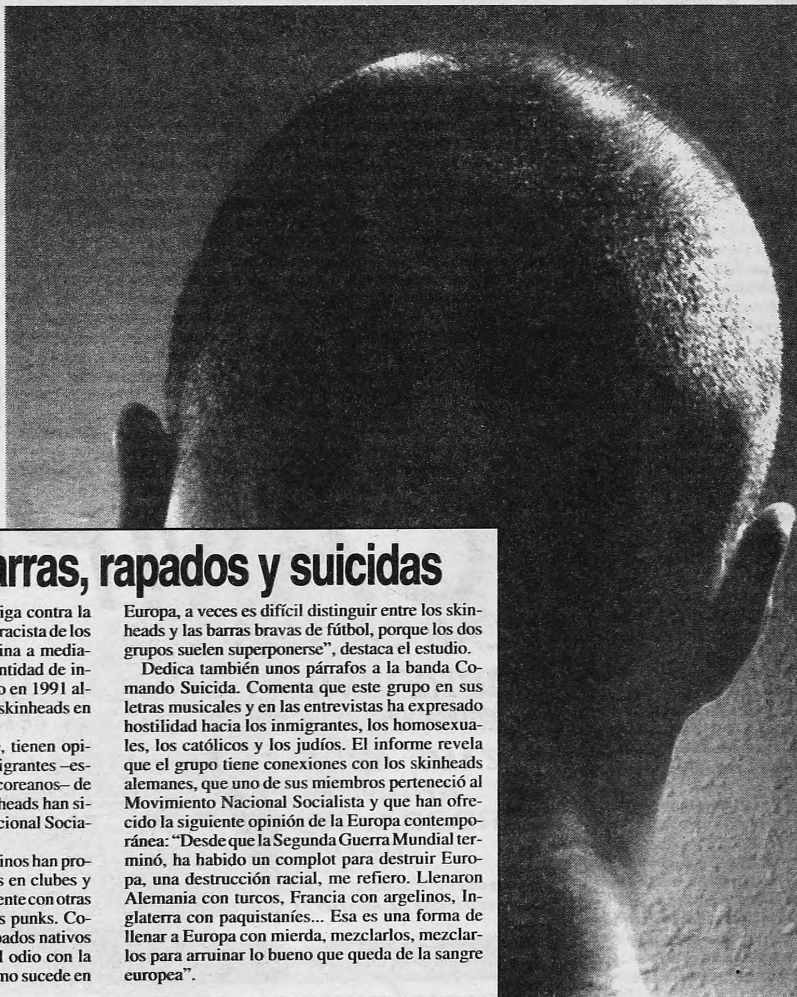 arras, rapados y suicidas
iga contra la
racista de los
ina a media-
ntidad de in-
o en 1991 al-
skinheads en
, tienen opi-
igrantes –es-
coreanos– de
heads han si-
cional Socia-
inos han pro-
s en clubes y
ente con otras
s punks. Co-
pados nativos
l odio con la
mo sucede en
Europa, a veces es difícil distinguir entre los skin-
heads y las barras bravas de fútbol, porque los dos
grupos suelen superponerse”, destaca el estudio.
Dedica también unos párrafos a la banda Co-
mando Suicida. Comenta que este grupo en sus
letras musicales y en las entrevistas ha expresado
hostilidad hacia los inmigrantes, los homosexua-
les, los católicos y los judíos. El informe revela
que el grupo tiene conexiones con los skinheads
alemanes, que uno de sus miembros perteneció al
Movimiento Nacional Socialista y que han ofre-
cido la siguiente opinión de la Europa contempo-
ránea: “Desde que la Segunda Guerra Mundial ter-
minó, ha habido un complot para destruir Euro-
pa, una destrucción racial, me refiero. Llenaron
Alemania con turcos, Francia con argelinos, In-
glaterra con paquistaníes... Esa es una forma de
llenar a Europa con mierda, mezclarlos, mezclar-
los para arruinar lo bueno que queda de la sangre
europea”.